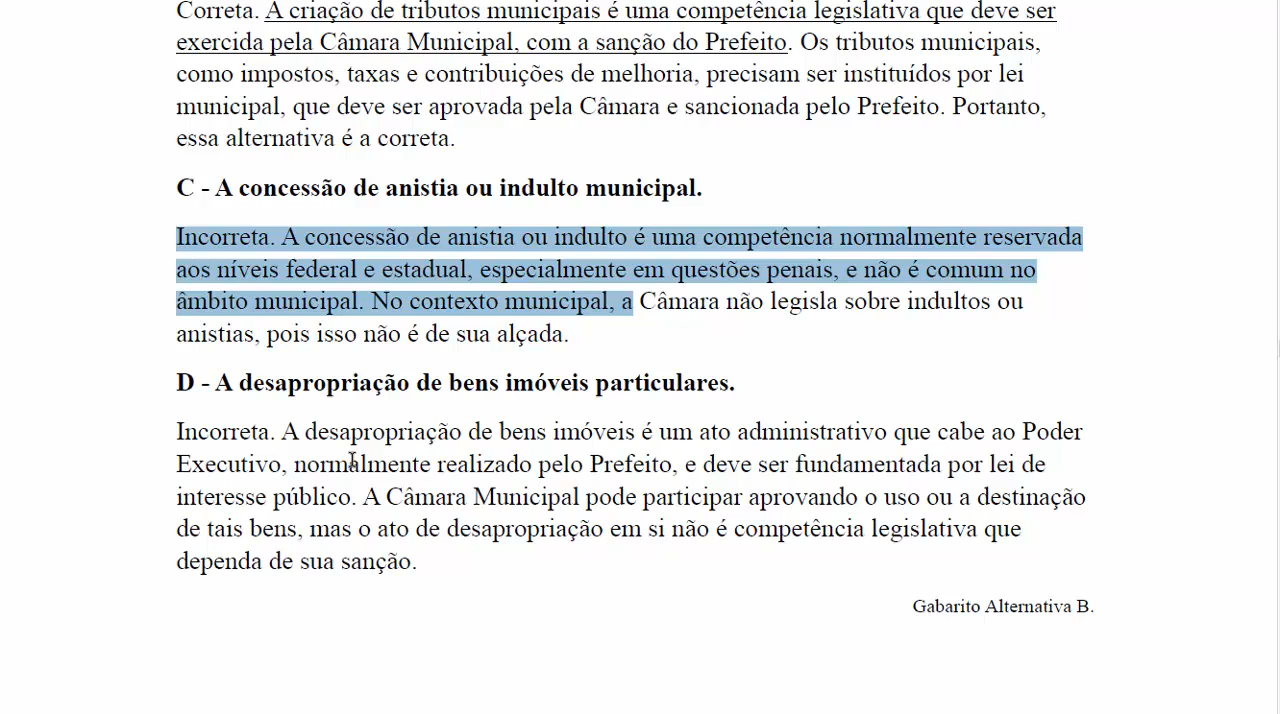 Correta. A criação de tributos municipais é uma competência legislativa que deve ser
exercida pela Câmara Municipal, com a sanção do Prefeito. Os tributos municipais,
como impostos, taxas e contribuições de melhoria, precisam ser instituídos por lei
municipal, que deve ser aprovada pela Câmara e sancionada pelo Prefeito. Portanto,
essa alternativa é a correta.
C - A concessão de anistia ou indulto municipal.
Incorreta. A concessão de anistia ou indulto é uma competência normalmente reservada
aos níveis federal e estadual, especialmente em questões penais, e não é comum no
âmbito municipal. No contexto municipal, a Câmara não legisla sobre indultos ou
anistias, pois isso não é de sua alçada.
D - A desapropriação de bens imóveis particulares.
Incorreta. A desapropriação de bens imóveis é um ato administrativo que cabe ao Poder
Executivo, normalmente realizado pelo Prefeito, e deve ser fundamentada por lei de
interesse público. A Câmara Municipal pode participar aprovando o uso ou a destinação
de tais bens, mas o ato de desapropriação em si não é competência legislativa que
dependa de sua sanção.
Gabarito Alternativa B.